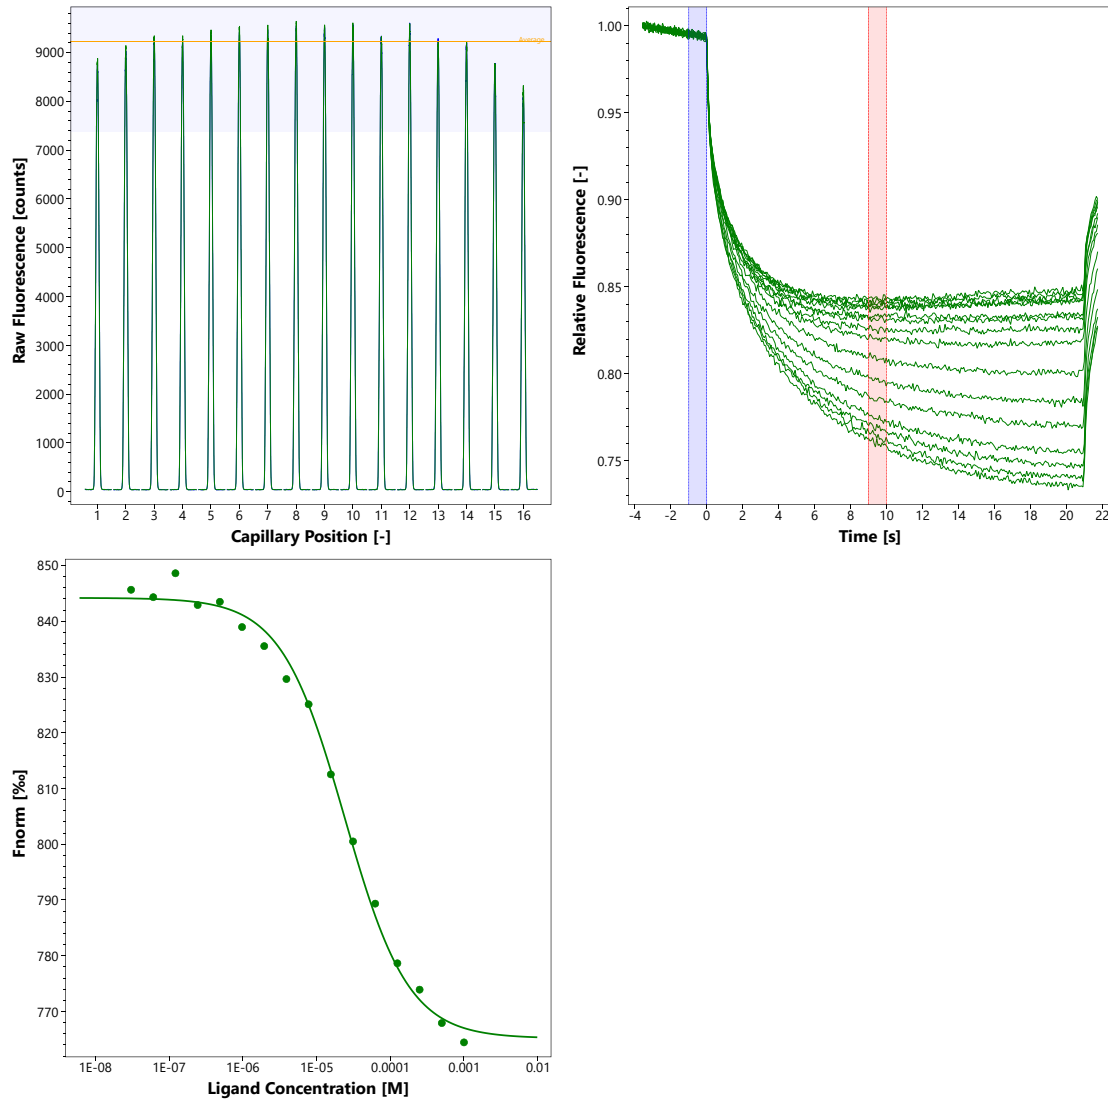 Raw Fluorescence [counts]
9000
8000
7000
6000
5000
4000
3000
2000
1000
0
Average
1 2 3 4 5 6 7 8 9 10 11 12 13 14 15 16
Capillary Position [-]
Relative Fluorescence [-]
1.00
0.95
0.90
0.85
0.80
0.75
-4 -2 0 2 4 6 8 10 12 14 16 18 20 22
Time [s]
Fnorm [‰]
850
840
830
820
810
800
790
780
770
1E-08 1E-07 1E-06 1E-05 0.0001 0.001 0.01
Ligand Concentration [M]